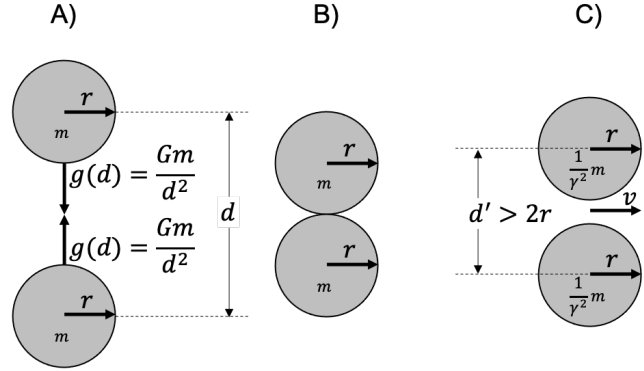 A)
B)
C)
r
m
g(d) = Gm/d²
g(d) = Gm/d²
r
m
d
r
m
r
m
r
1/γ² m
v
d' > 2r
r
1/γ² m